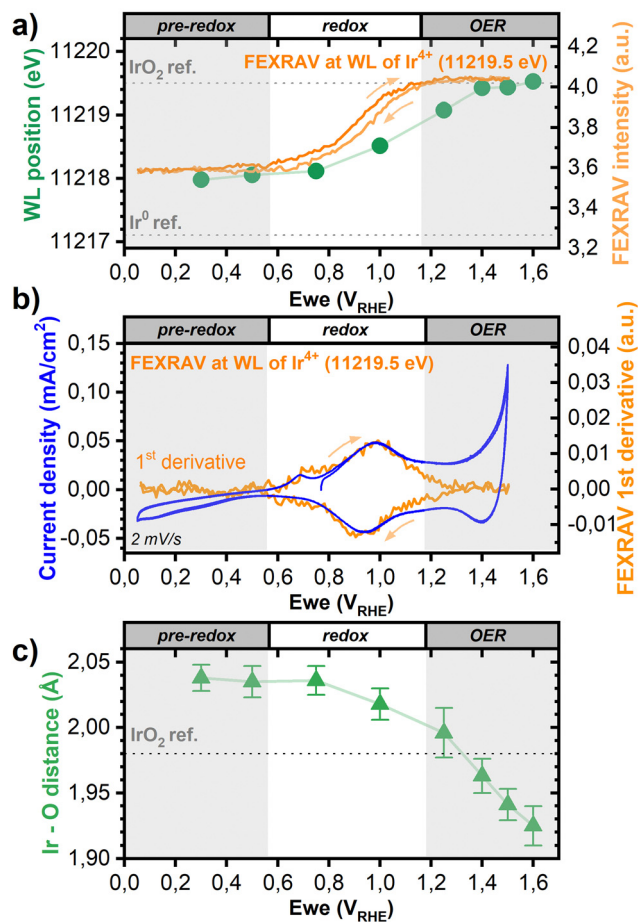 a)
pre-redox redox OER
11220
11219
11218
11217
WL position (eV)
IrO2 ref.
FEXRAV at WL of Ir4+ (11219.5 eV)
Ir0 ref.
4,2
4,0
3,8
3,6
3,4
3,2
FEXRAV intensity (a.u.)
0,0 0,2 0,4 0,6 0,8 1,0 1,2 1,4 1,6
Ewe (VRHE)
b)
pre-redox redox OER
0,15
0,10
0,05
0,00
-0,05
Current density (mA/cm2)
FEXRAV at WL of Ir4+ (11219.5 eV)
1st derivative
2 mV/s
0,04
0,03
0,02
0,01
0,00
-0,01
FEXRAV 1st derivative (a.u.)
0,0 0,2 0,4 0,6 0,8 1,0 1,2 1,4 1,6
Ewe (VRHE)
c)
pre-redox redox OER
2,05
2,00
1,95
1,90
Ir - O distance (Å)
IrO2 ref.
0,0 0,2 0,4 0,6 0,8 1,0 1,2 1,4 1,6
Ewe (VRHE)